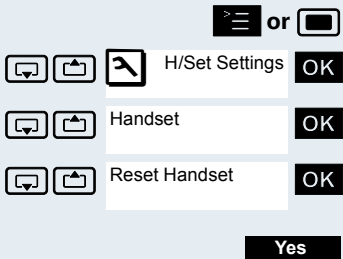 or
H/Set Settings OK
Handset OK
Reset Handset OK
Yes